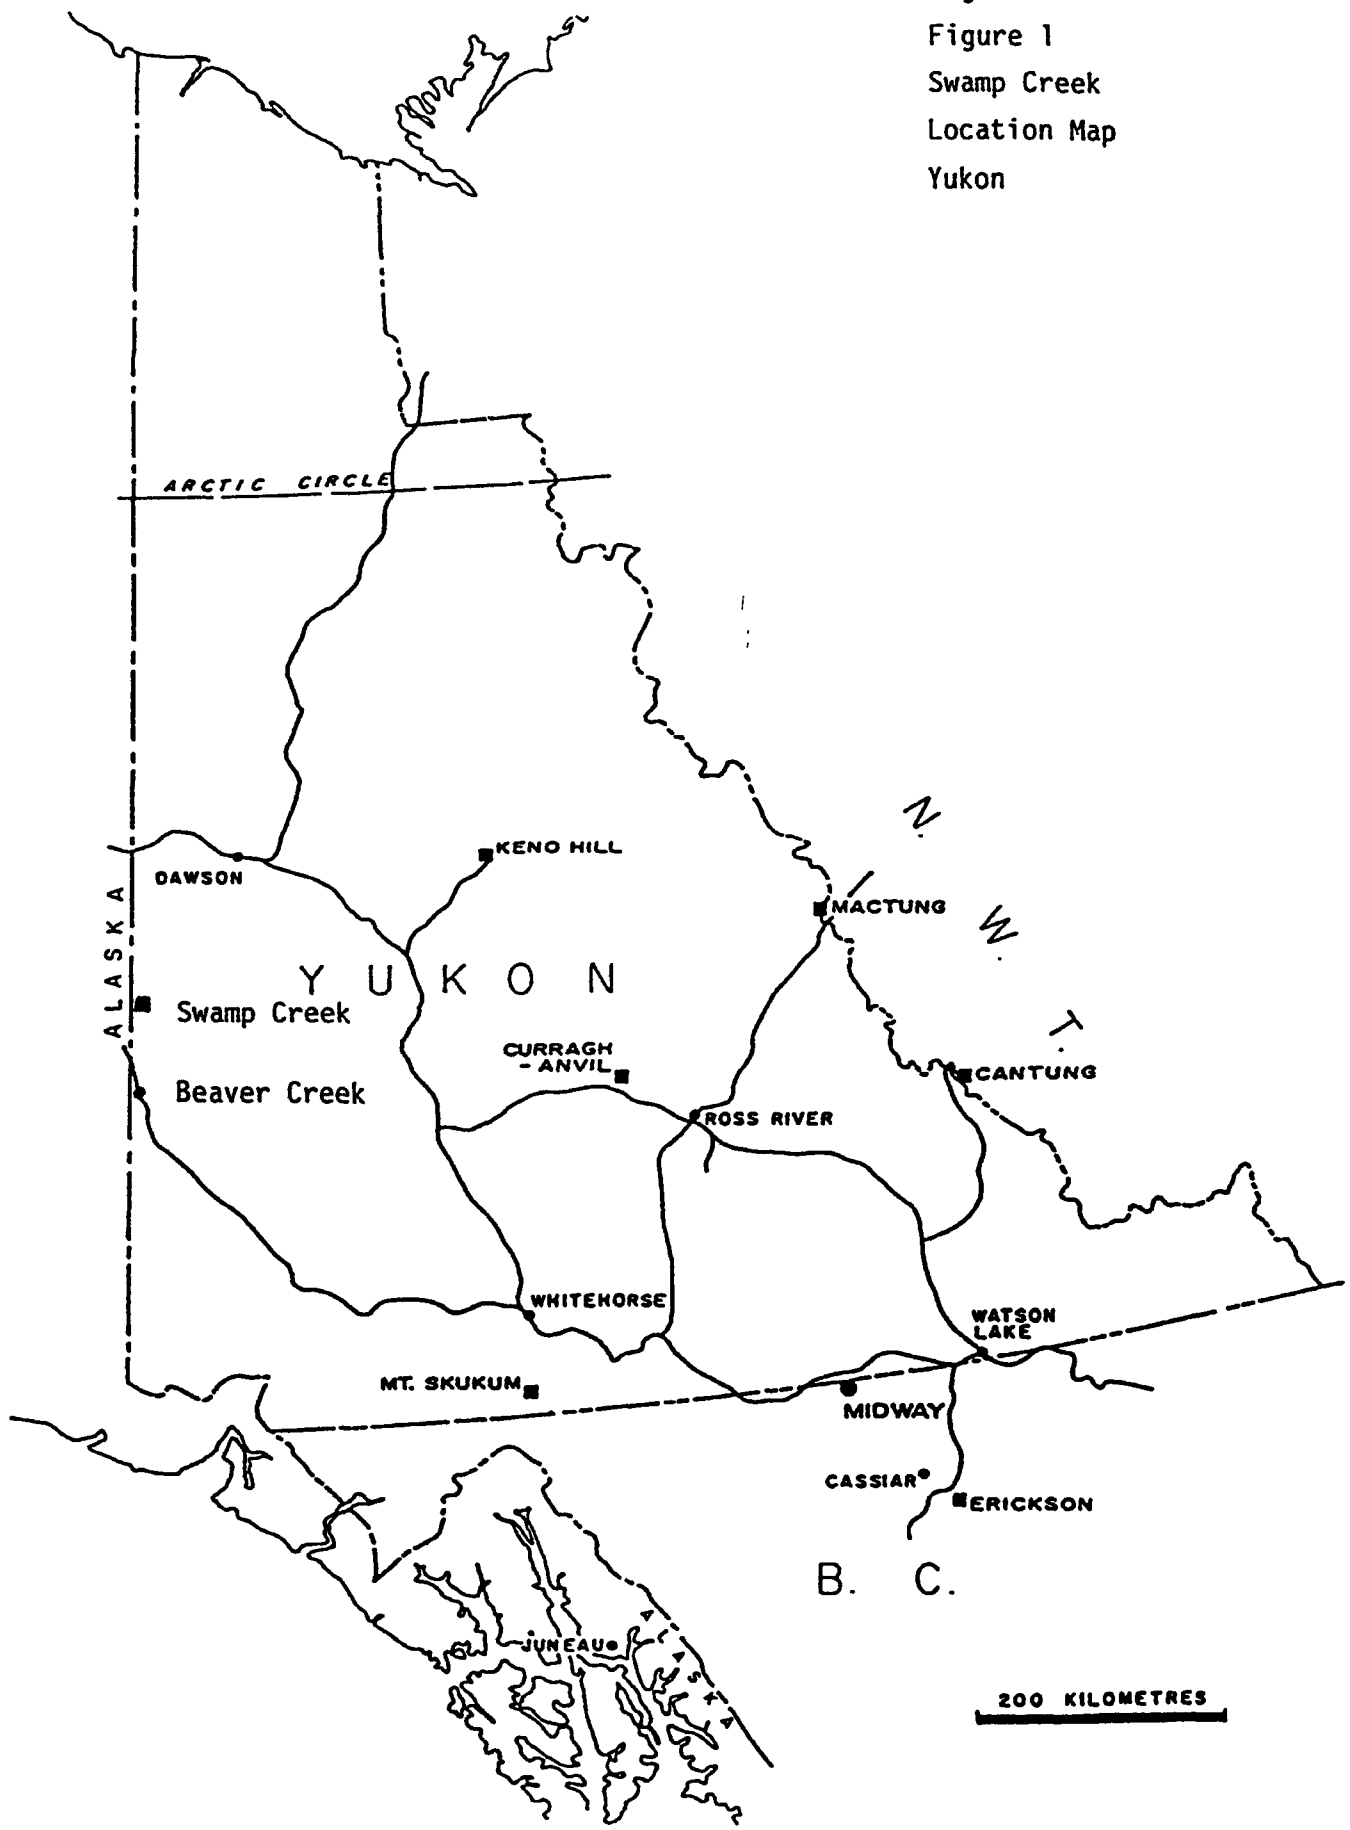 Figure 1
Swamp Creek
Location Map
Yukon
ARCTIC CIRCLE
N. W. T.
KENO HILL
DAWSON
MACTUNG
ALASKA
YUKON
Swamp Creek
CURRAGH
- ANVIL
CANTUNG
Beaver Creek
ROSS RIVER
WHITEHORSE
WATSON
LAKE
MT. SKUKUM
MIDWAY
CASSIAR
ERICKSON
B. C.
JUNEAU
ALASKA
200 KILOMETRES